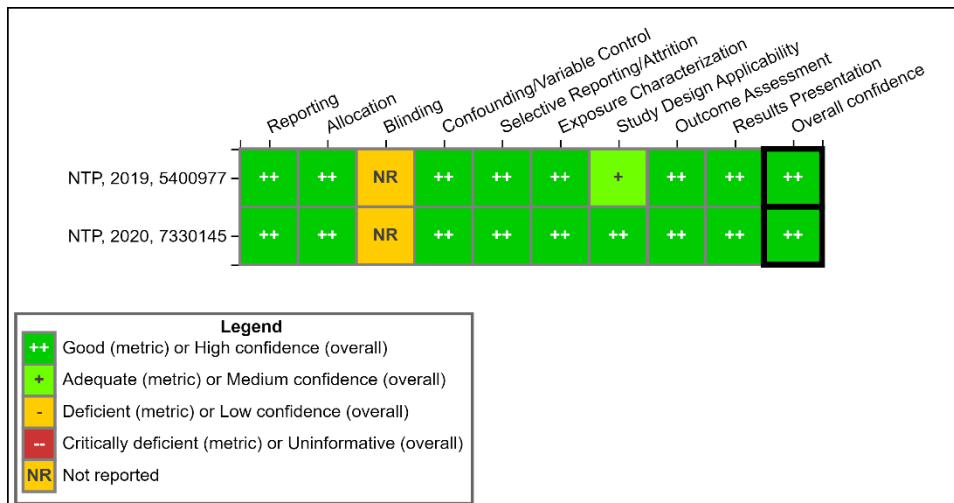 Reporting
Allocation
Blinding
Confounding/Variable Control
Selective Reporting/Attrition
Exposure Characterization
Study Design Applicability
Outcome Assessment
Results Presentation
Overall confidence
NTP, 2019, 5400977 ++ ++ NR ++ ++ ++ + ++ ++ ++
NTP, 2020, 7330145 ++ ++ NR ++ ++ ++ ++ ++ ++ ++
Legend
++ Good (metric) or High confidence (overall)
+ Adequate (metric) or Medium confidence (overall)
- Deficient (metric) or Low confidence (overall)
-- Critically deficient (metric) or Uninformative (overall)
NR Not reported